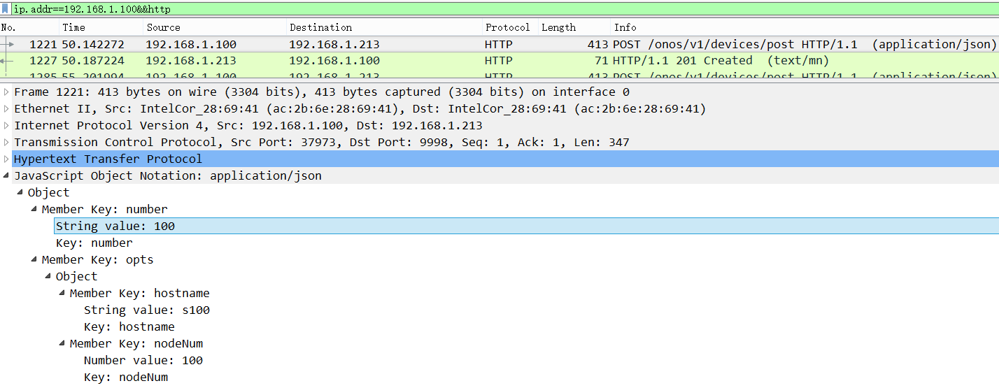 ip.addr==192.168.1.100&&http
No. Time Source Destination Protocol Length Info
1221 50.142272 192.168.1.100 192.168.1.213 HTTP 413 POST /onos/v1/devices/post HTTP/1.1 (application/json)
1227 50.187224 192.168.1.213 192.168.1.100 HTTP 71 HTTP/1.1 201 Created (text/mn)
1285 55.201994 192.168.1.100 192.168.1.213 HTTP 413 POST /onos/v1/devices/post HTTP/1.1 (application/json)
Frame 1221: 413 bytes on wire (3304 bits), 413 bytes captured (3304 bits) on interface 0
Ethernet II, Src: IntelCor_28:69:41 (ac:2b:6e:28:69:41), Dst: IntelCor_28:69:41 (ac:2b:6e:28:69:41)
Internet Protocol Version 4, Src: 192.168.1.100, Dst: 192.168.1.213
Transmission Control Protocol, Src Port: 37973, Dst Port: 9998, Seq: 1, Ack: 1, Len: 347
Hypertext Transfer Protocol
JavaScript Object Notation: application/json
Object
Member Key: number
String value: 100
Key: number
Member Key: opts
Object
Member Key: hostname
String value: s100
Key: hostname
Member Key: nodeNum
Number value: 100
Key: nodeNum